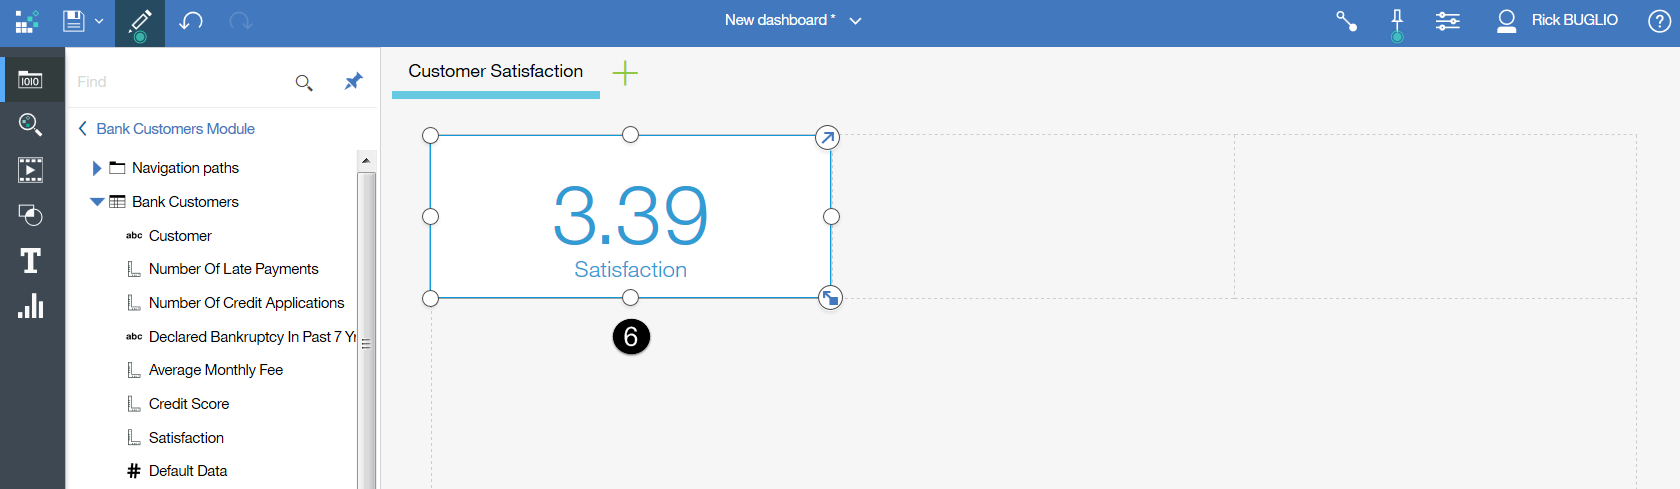 New dashboard *
Rick BUGLIO
?
1010
Find
Customer Satisfaction
Bank Customers Module
Navigation paths
Bank Customers
abc Customer
Number Of Late Payments
Number Of Credit Applications
abc Declared Bankruptcy In Past 7 Yr
Average Monthly Fee
Credit Score
Satisfaction
# Default Data
T
3.39
Satisfaction
6